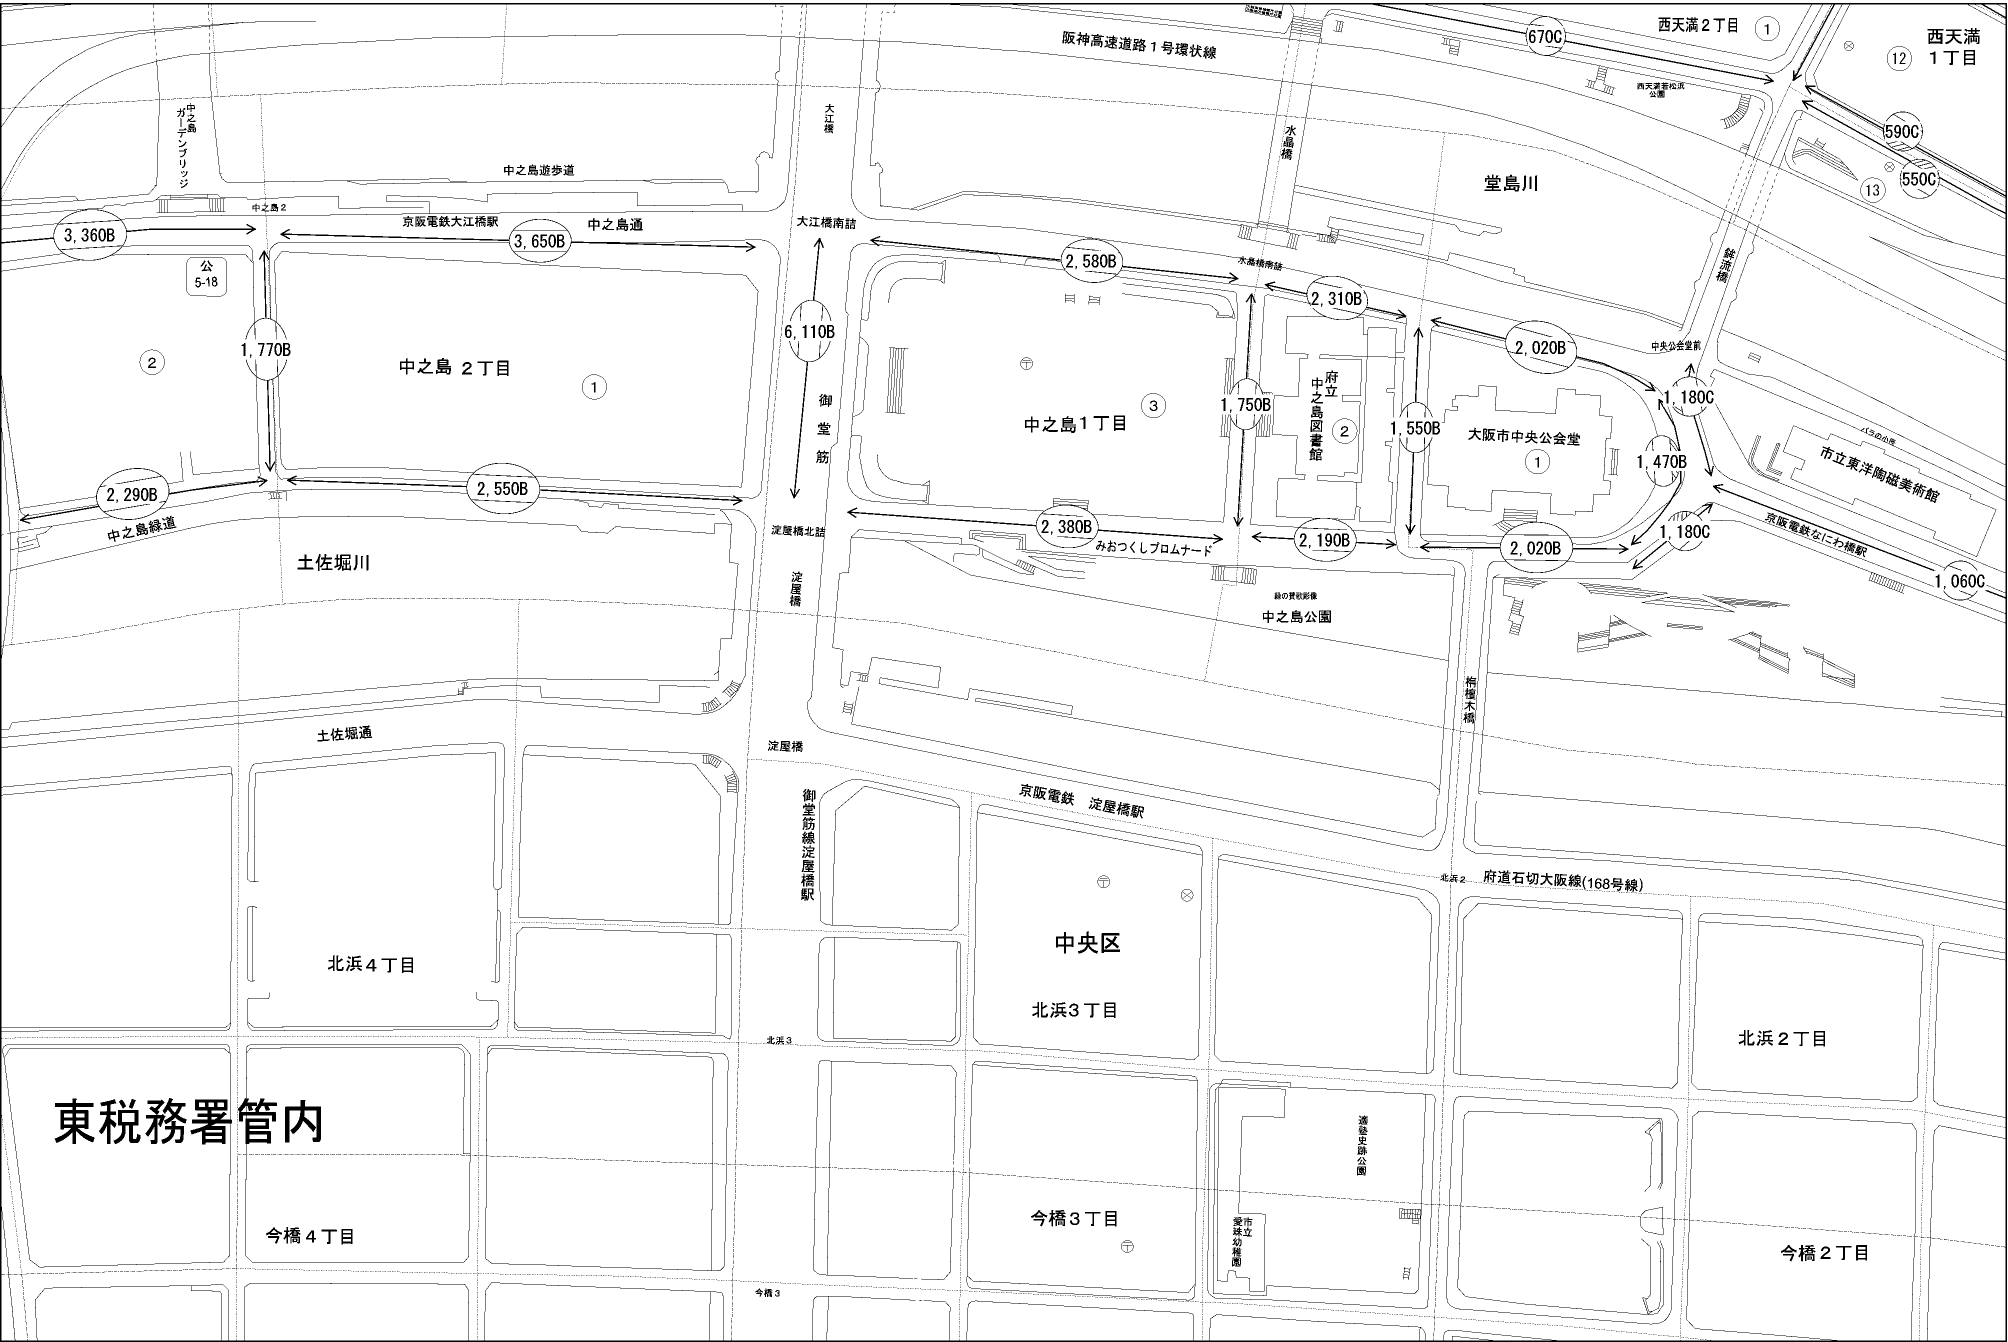 阪神高速道路１号環状線
670C
西天満２丁目
1
西天満
１丁目
12
西天満若松浜
公園
590C
550C
13
中之島
ガーデンブリッジ
大江橋
水晶橋
堂島川
鉾流橋
中之島遊歩道
中之島２
京阪電鉄大江橋駅
中之島通
大江橋南詰
水晶橋南詰
3,360B
3,650B
2,580B
2,310B
2,020B
中央公会堂前
公
5-18
1,770B
6,110B
2
中之島 ２丁目
1
御堂筋
中之島１丁目
3
1,750B
府立
中之島図書館
2
1,550B
大阪市中央公会堂
1
1,470B
1,180C
バラの小径
市立東洋陶磁美術館
京阪電鉄なにわ橋駅
1,060C
2,290B
2,550B
2,380B
2,190B
2,020B
1,180C
中之島緑道
土佐堀川
淀屋橋北詰
みおつくしプロムナード
淀屋橋
緑の賛歌彫像
中之島公園
栴檀木橋
土佐堀通
淀屋橋
京阪電鉄　淀屋橋駅
御堂筋線淀屋橋駅
北浜２
府道石切大阪線(168号線)
中央区
北浜４丁目
北浜３丁目
北浜２丁目
北浜３
東税務署管内
適塾史跡公園
今橋４丁目
今橋３丁目
市立
愛珠幼稚園
今橋２丁目
今橋３